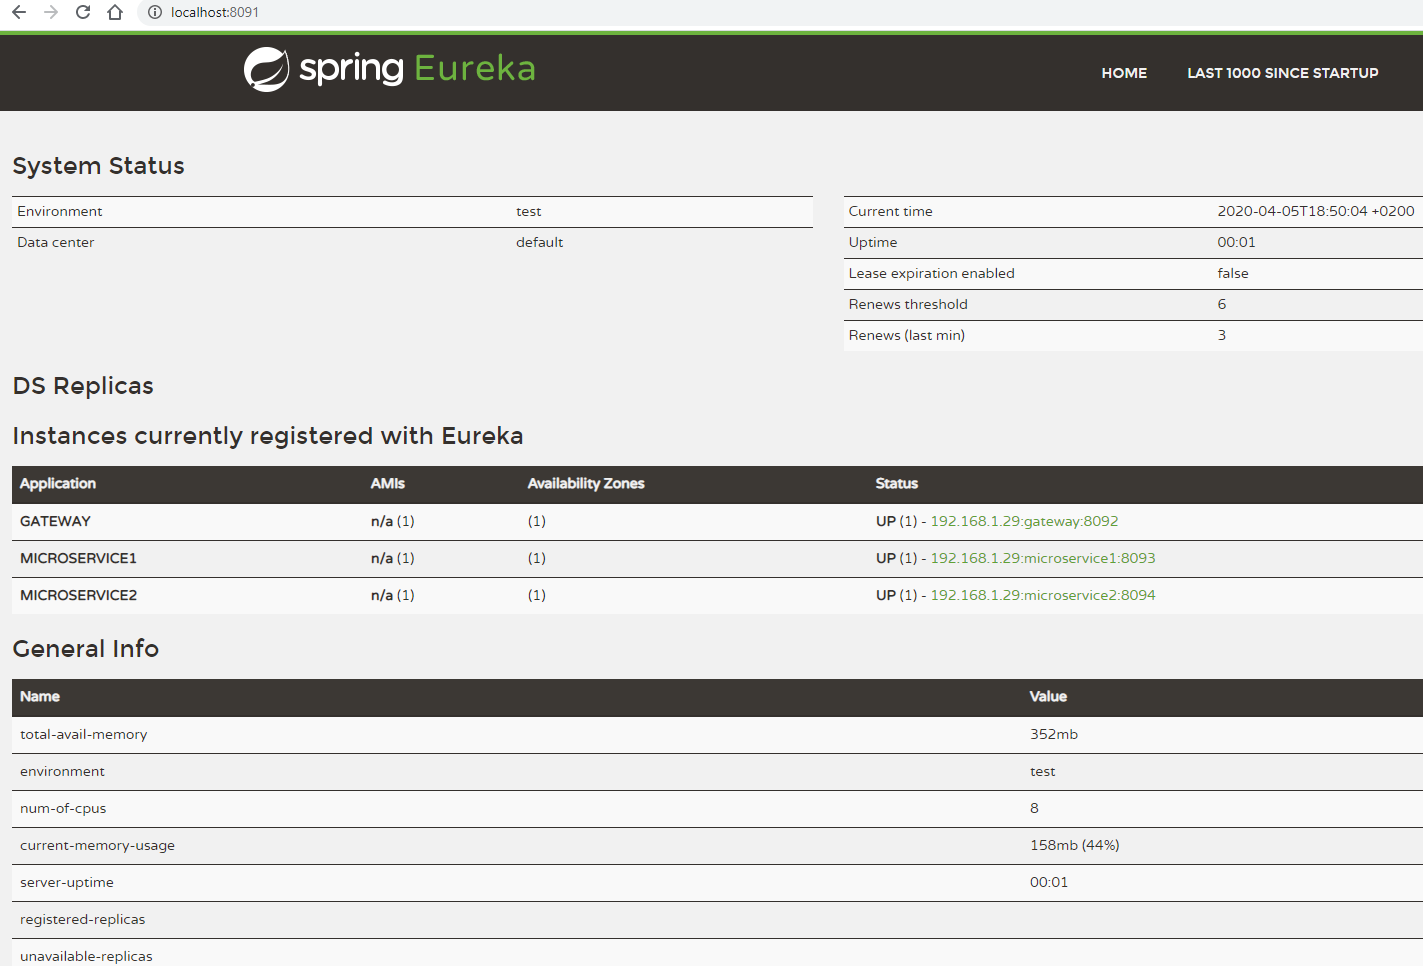 localhost:8091
spring Eureka
HOME LAST 1000 SINCE STARTUP
System Status
Environment test
Data center default
Current time 2020-04-05T18:50:04 +0200
Uptime 00:01
Lease expiration enabled false
Renews threshold 6
Renews (last min) 3
DS Replicas
Instances currently registered with Eureka
Application AMIs Availability Zones Status
GATEWAY n/a (1) (1) UP (1) - 192.168.1.29:gateway:8092
MICROSERVICE1 n/a (1) (1) UP (1) - 192.168.1.29:microservice1:8093
MICROSERVICE2 n/a (1) (1) UP (1) - 192.168.1.29:microservice2:8094
General Info
Name Value
total-avail-memory 352mb
environment test
num-of-cpus 8
current-memory-usage 158mb (44%)
server-uptime 00:01
registered-replicas
unavailable-replicas